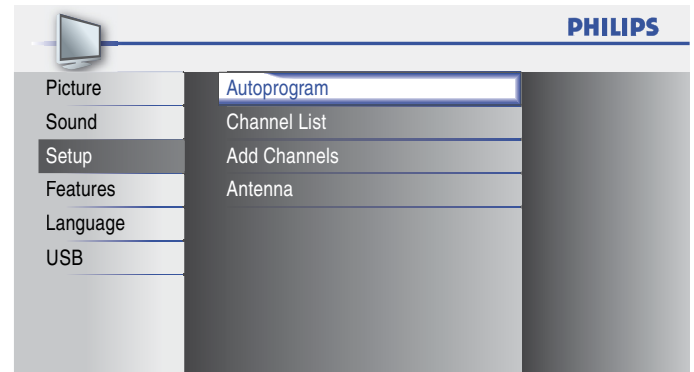 PHILIPS
Picture
Sound
Setup
Features
Language
USB
Autoprogram
Channel List
Add Channels
Antenna